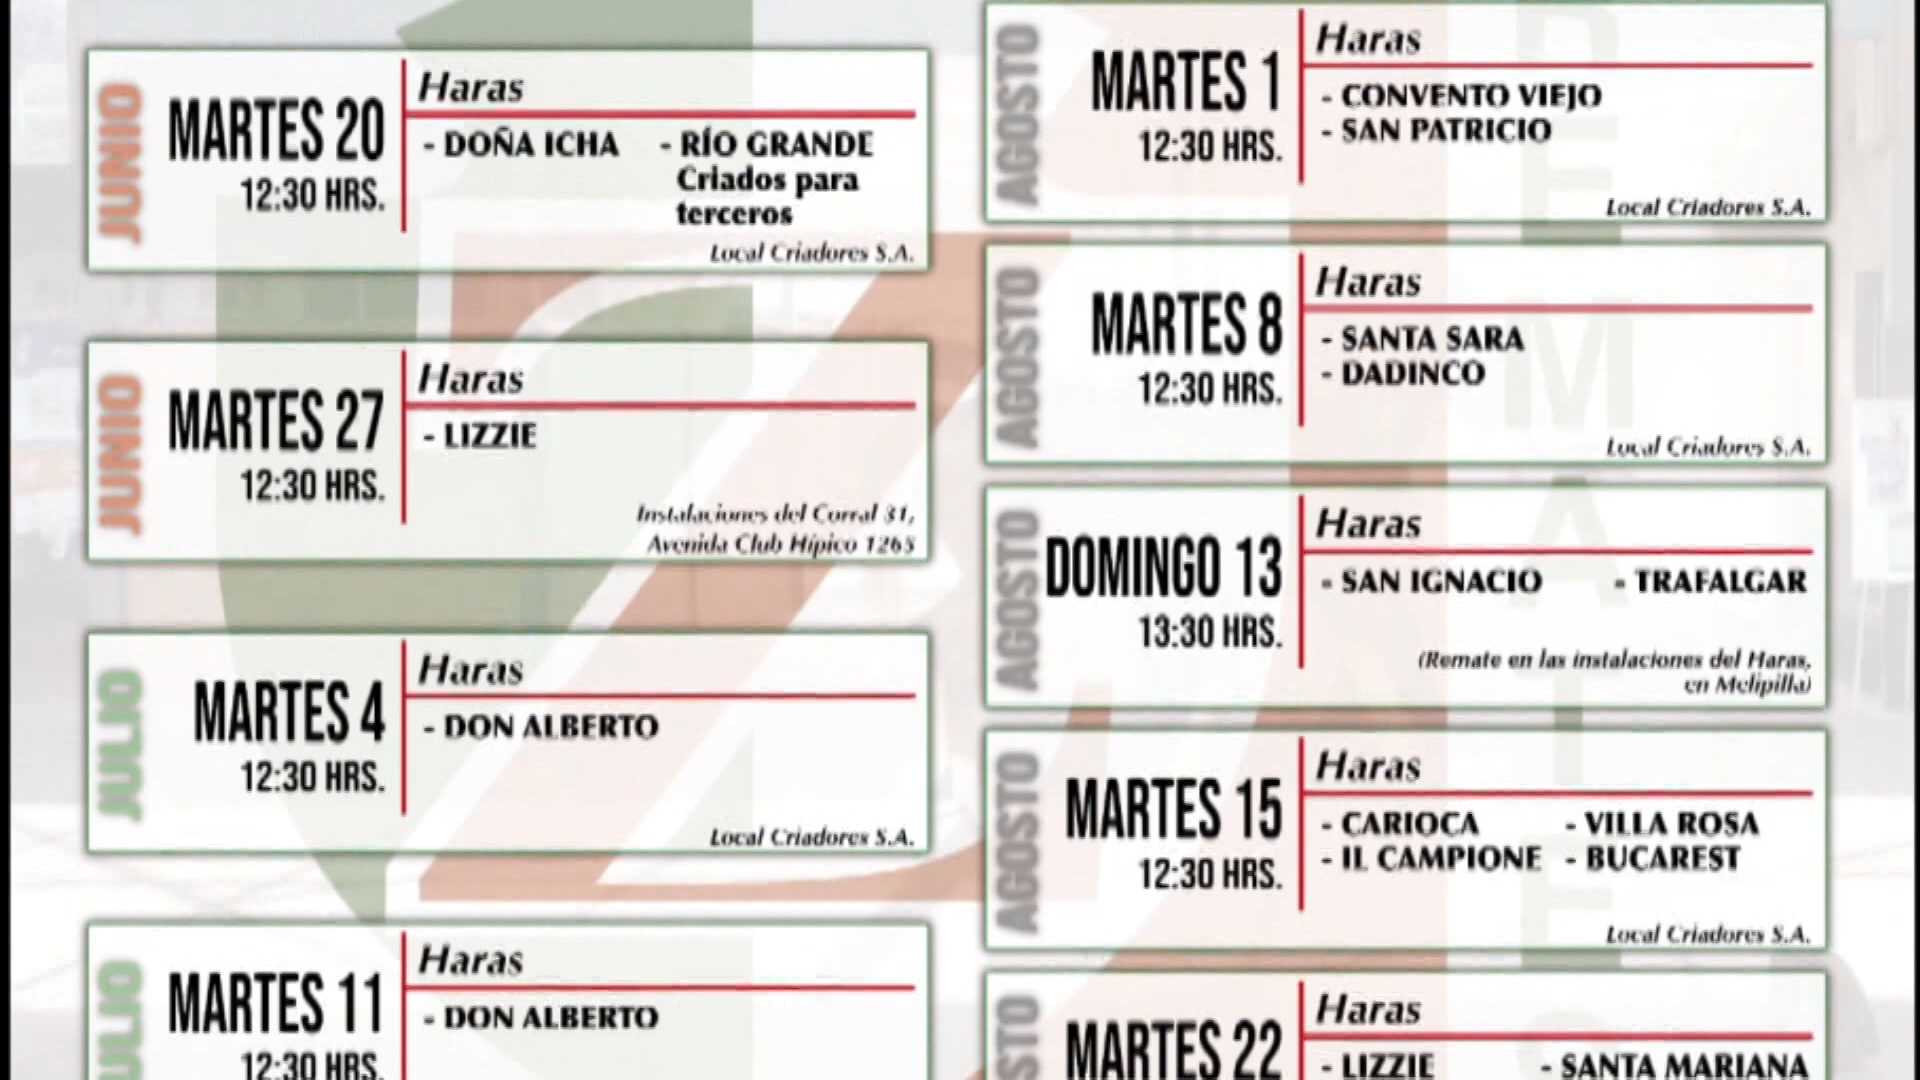 JUNIO
MARTES 20
12:30 HRS.
Haras
- DOÑA ICHA - RÍO GRANDE
Criados para
terceros
Local Criadores S.A.
JUNIO
MARTES 27
12:30 HRS.
Haras
- LIZZIE
Instalaciones del Corral 31,
Avenida Club Hípico 1265
JULIO
MARTES 4
12:30 HRS.
Haras
- DON ALBERTO
Local Criadores S.A.
JULIO
MARTES 11
12:30 HRS.
Haras
- DON ALBERTO
AGOSTO
MARTES 1
12:30 HRS.
Haras
- CONVENTO VIEJO
- SAN PATRICIO
Local Criadores S.A.
AGOSTO
MARTES 8
12:30 HRS.
Haras
- SANTA SARA
- DADINCO
Local Criadores S.A.
AGOSTO
DOMINGO 13
13:30 HRS.
Haras
- SAN IGNACIO - TRAFALGAR
(Remate en las instalaciones del Haras,
en Melipilla)
AGOSTO
MARTES 15
12:30 HRS.
Haras
- CARIOCA - VILLA ROSA
- IL CAMPIONE - BUCAREST
Local Criadores S.A.
MARTES 22
Haras
- LIZZIE - SANTA MARIANA